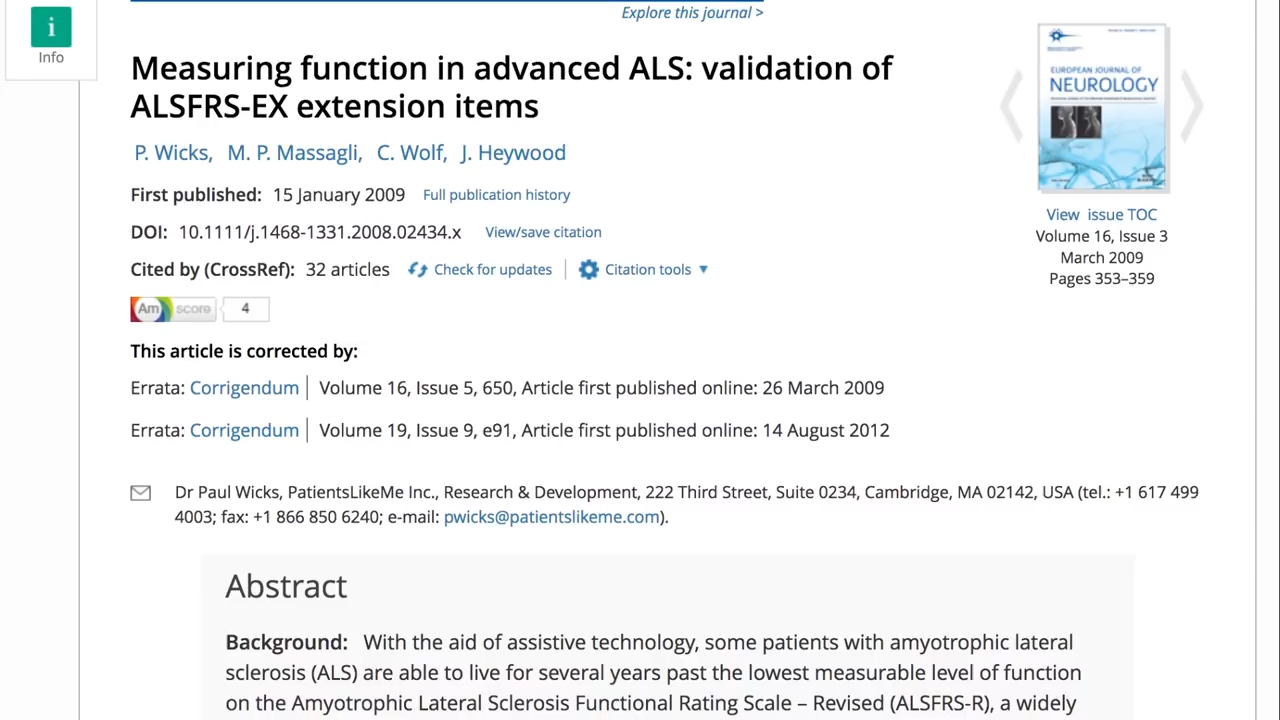 Explore this journal >
i
Info
Measuring function in advanced ALS: validation of
ALSFRS-EX extension items
P. Wicks, M. P. Massagli, C. Wolf, J. Heywood
First published: 15 January 2009 Full publication history
DOI: 10.1111/j.1468-1331.2008.02434.x View/save citation
Cited by (CrossRef): 32 articles Check for updates Citation tools ▼
Am score 4
EUROPEAN JOURNAL OF
NEUROLOGY
View issue TOC
Volume 16, Issue 3
March 2009
Pages 353–359
This article is corrected by:
Errata: Corrigendum Volume 16, Issue 5, 650, Article first published online: 26 March 2009
Errata: Corrigendum Volume 19, Issue 9, e91, Article first published online: 14 August 2012
Dr Paul Wicks, PatientsLikeMe Inc., Research & Development, 222 Third Street, Suite 0234, Cambridge, MA 02142, USA (tel.: +1 617 499
4003; fax: +1 866 850 6240; e-mail: pwicks@patientslikeme.com).
Abstract
Background: With the aid of assistive technology, some patients with amyotrophic lateral
sclerosis (ALS) are able to live for several years past the lowest measurable level of function
on the Amyotrophic Lateral Sclerosis Functional Rating Scale – Revised (ALSFRS-R), a widely